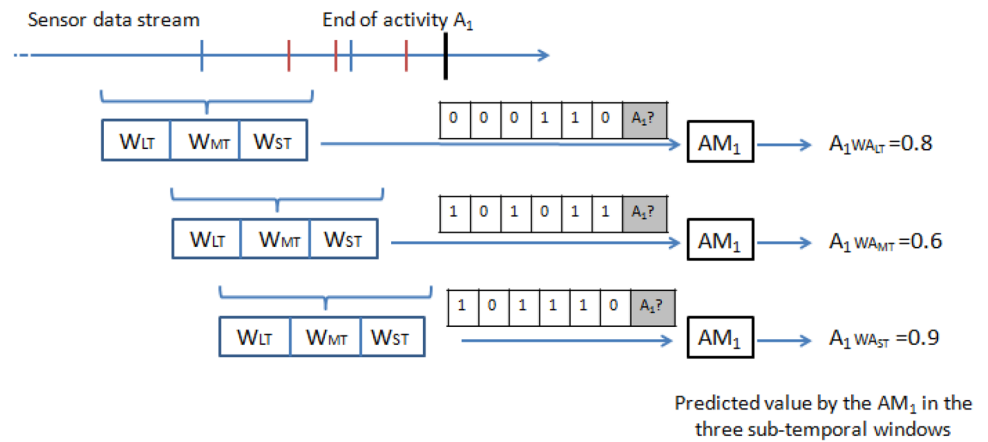 Sensor data stream End of activity A1
0 0 0 1 1 0 A1?
WLT WMT WST AM1 A1WALT=0.8
1 0 1 0 1 1 A1?
WLT WMT WST AM1 A1WAMT=0.6
1 0 1 1 1 0 A1?
WLT WMT WST AM1 A1WAST=0.9
Predicted value by the AM1 in the
three sub-temporal windows